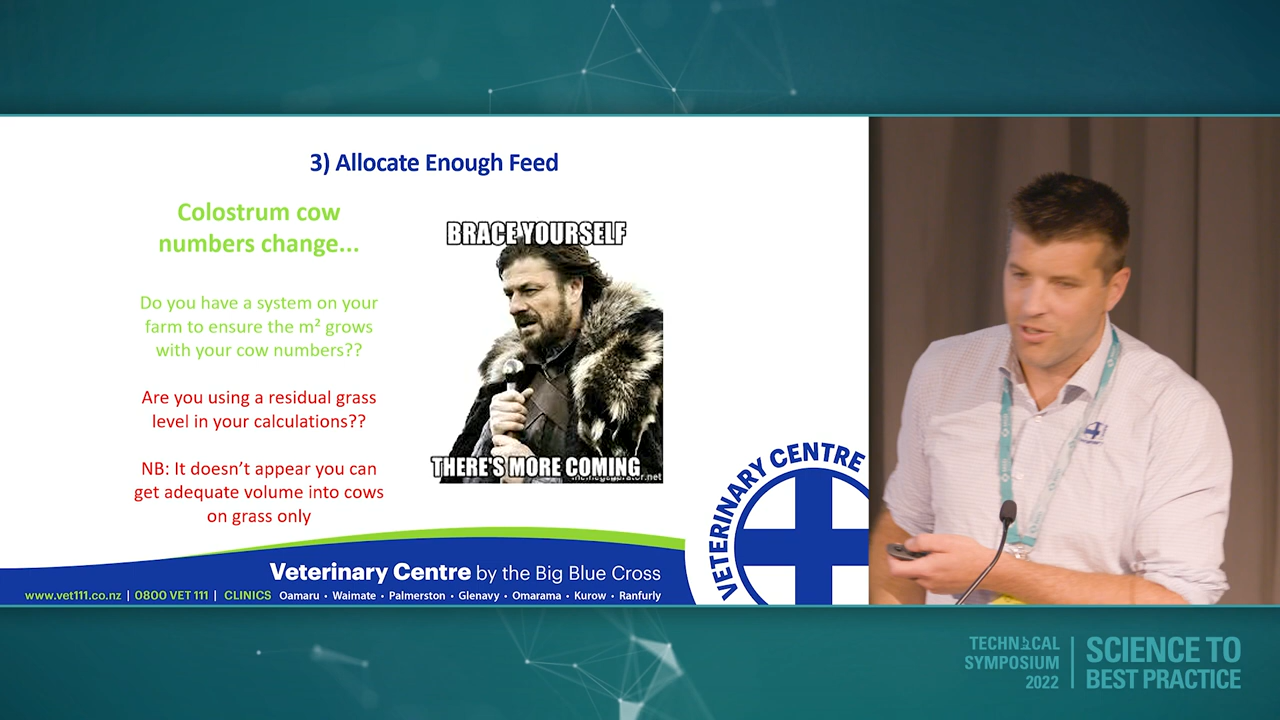 3) Allocate Enough Feed
Colostrum cow
numbers change...
Do you have a system on your
farm to ensure the m² grows
with your cow numbers??
Are you using a residual grass
level in your calculations??
NB: It doesn't appear you can
get adequate volume into cows
on grass only
BRACE YOURSELF
THERE'S MORE COMING
memegenerator.net
VETERINARY CENTRE
Veterinary Centre by the Big Blue Cross
www.vet111.co.nz | 0800 VET 111 | CLINICS Oamaru • Waimate • Palmerston • Glenavy • Omarama • Kurow • Ranfurly
TECHNICAL
SYMPOSIUM
2022
SCIENCE TO
BEST PRACTICE